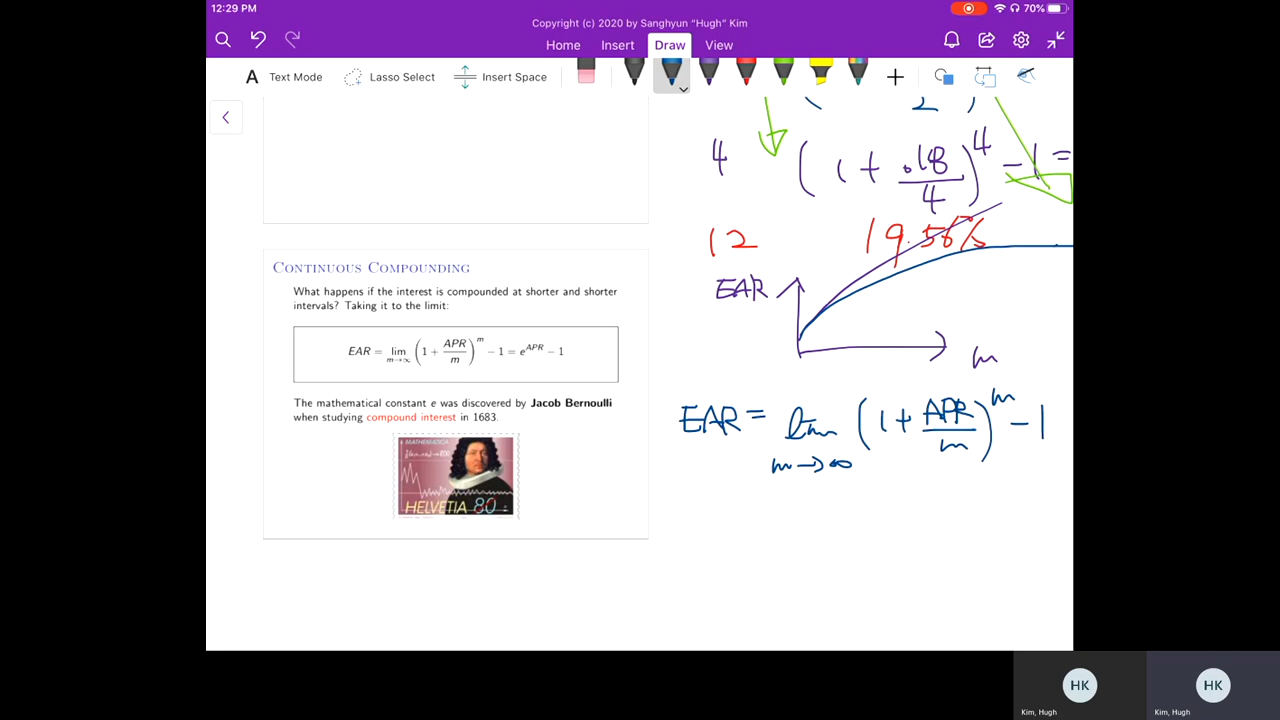 12:29 PM
70%
Copyright (c) 2020 by Sanghyun "Hugh" Kim
Home Insert Draw View
A Text Mode Lasso Select Insert Space
( 2 )
4 ( 1 + .18 / 4 )^4 - 1 =
12 19.56%
EAR
m
EAR = lim m→∞ ( 1 + APR / m )^m - 1
CONTINUOUS COMPOUNDING
What happens if the interest is compounded at shorter and shorter
intervals? Taking it to the limit:
EAR = lim m→∞ ( 1 + APR / m )^m − 1 = e^APR − 1
The mathematical constant e was discovered by Jacob Bernoulli
when studying compound interest in 1683.
MATHEMATICA
HELVETIA 80
HK HK
Kim, Hugh Kim, Hugh